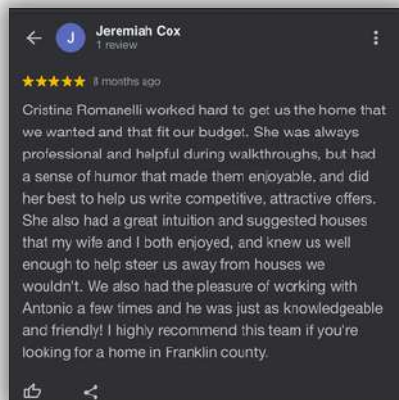 J
Jeremiah Cox
1 review
8 months ago
Cristina Romanelli worked hard to get us the home that
we wanted and that fit our budget. She was always
professional and helpful during walkthroughs, but had
a sense of humor that made them enjoyable, and did
her best to help us write competitive, attractive offers.
She also had a great intuition and suggested houses
that my wife and I both enjoyed, and knew us well
enough to help steer us away from houses we
wouldn't. We also had the pleasure of working with
Antonio a few times and he was just as knowledgeable
and friendly! I highly recommend this team if you're
looking for a home in Franklin county.